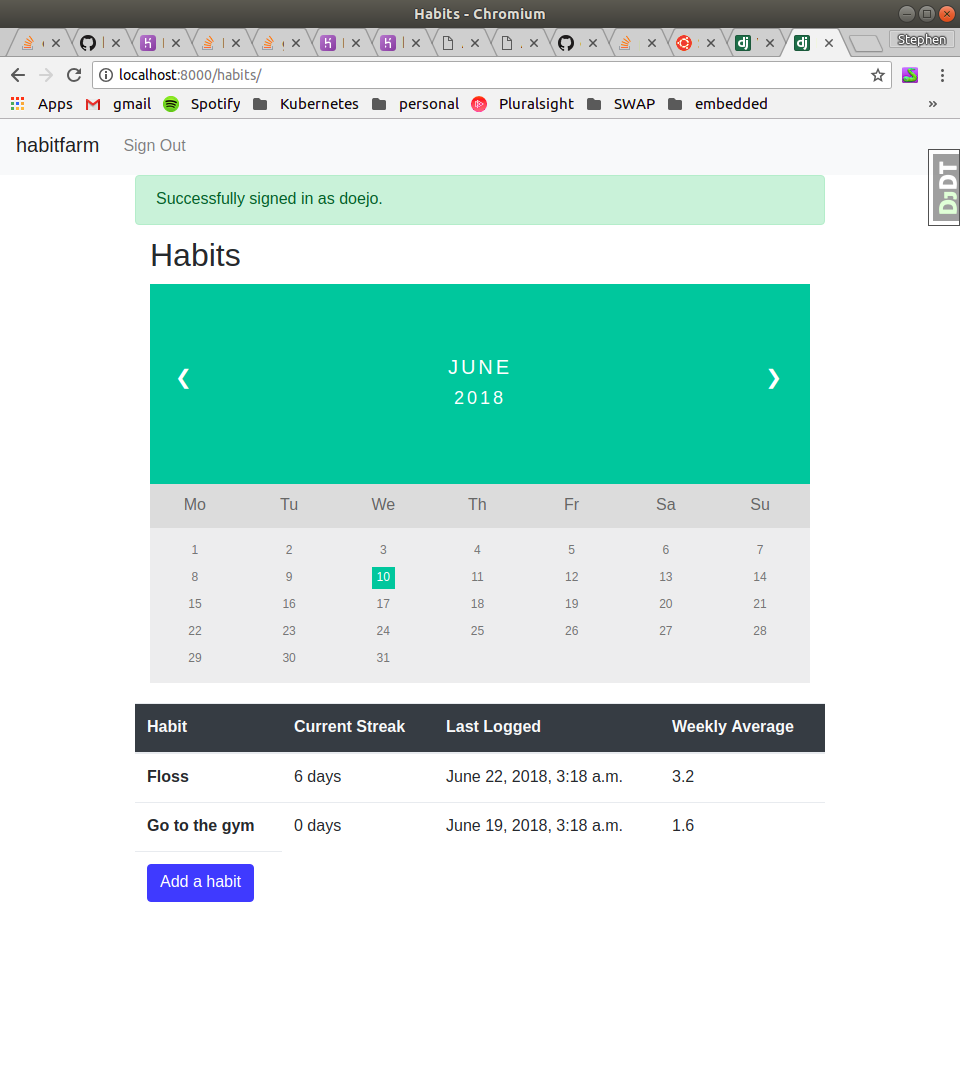 Habits - Chromium
Stephen
localhost:8000/habits/
Apps gmail Spotify Kubernetes personal Pluralsight SWAP embedded »
habitfarm Sign Out
DJDT
Successfully signed in as doejo.
Habits
❮ JUNE ❯
2018
Mo Tu We Th Fr Sa Su
1 2 3 4 5 6 7
8 9 10 11 12 13 14
15 16 17 18 19 20 21
22 23 24 25 26 27 28
29 30 31
Habit Current Streak Last Logged Weekly Average
Floss 6 days June 22, 2018, 3:18 a.m. 3.2
Go to the gym 0 days June 19, 2018, 3:18 a.m. 1.6
Add a habit